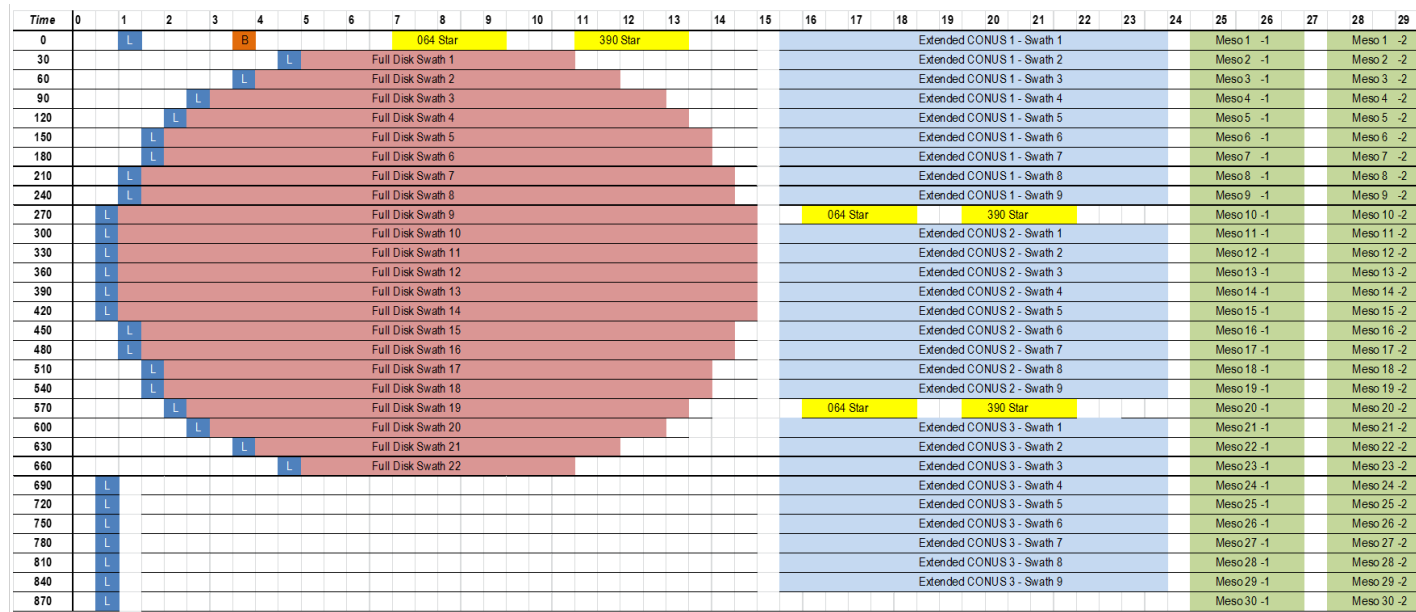 Time 0 1 2 3 4 5 6 7 8 9 10 11 12 13 14 15 16 17 18 19 20 21 22 23 24 25 26 27 28 29
0 L B 064 Star 390 Star Extended CONUS 1 - Swath 1 Meso 1 -1 Meso 1 -2
30 L Full Disk Swath 1 Extended CONUS 1 - Swath 2 Meso 2 -1 Meso 2 -2
60 L Full Disk Swath 2 Extended CONUS 1 - Swath 3 Meso 3 -1 Meso 3 -2
90 L Full Disk Swath 3 Extended CONUS 1 - Swath 4 Meso 4 -1 Meso 4 -2
120 L Full Disk Swath 4 Extended CONUS 1 - Swath 5 Meso 5 -1 Meso 5 -2
150 L Full Disk Swath 5 Extended CONUS 1 - Swath 6 Meso 6 -1 Meso 6 -2
180 L Full Disk Swath 6 Extended CONUS 1 - Swath 7 Meso 7 -1 Meso 7 -2
210 L Full Disk Swath 7 Extended CONUS 1 - Swath 8 Meso 8 -1 Meso 8 -2
240 L Full Disk Swath 8 Extended CONUS 1 - Swath 9 Meso 9 -1 Meso 9 -2
270 L Full Disk Swath 9 064 Star 390 Star Meso 10 -1 Meso 10 -2
300 L Full Disk Swath 10 Extended CONUS 2 - Swath 1 Meso 11 -1 Meso 11 -2
330 L Full Disk Swath 11 Extended CONUS 2 - Swath 2 Meso 12 -1 Meso 12 -2
360 L Full Disk Swath 12 Extended CONUS 2 - Swath 3 Meso 13 -1 Meso 13 -2
390 L Full Disk Swath 13 Extended CONUS 2 - Swath 4 Meso 14 -1 Meso 14 -2
420 L Full Disk Swath 14 Extended CONUS 2 - Swath 5 Meso 15 -1 Meso 15 -2
450 L Full Disk Swath 15 Extended CONUS 2 - Swath 6 Meso 16 -1 Meso 16 -2
480 L Full Disk Swath 16 Extended CONUS 2 - Swath 7 Meso 17 -1 Meso 17 -2
510 L Full Disk Swath 17 Extended CONUS 2 - Swath 8 Meso 18 -1 Meso 18 -2
540 L Full Disk Swath 18 Extended CONUS 2 - Swath 9 Meso 19 -1 Meso 19 -2
570 L Full Disk Swath 19 064 Star 390 Star Meso 20 -1 Meso 20 -2
600 L Full Disk Swath 20 Extended CONUS 3 - Swath 1 Meso 21 -1 Meso 21 -2
630 L Full Disk Swath 21 Extended CONUS 3 - Swath 2 Meso 22 -1 Meso 22 -2
660 L Full Disk Swath 22 Extended CONUS 3 - Swath 3 Meso 23 -1 Meso 23 -2
690 L Extended CONUS 3 - Swath 4 Meso 24 -1 Meso 24 -2
720 L Extended CONUS 3 - Swath 5 Meso 25 -1 Meso 25 -2
750 L Extended CONUS 3 - Swath 6 Meso 26 -1 Meso 26 -2
780 L Extended CONUS 3 - Swath 7 Meso 27 -1 Meso 27 -2
810 L Extended CONUS 3 - Swath 8 Meso 28 -1 Meso 28 -2
840 L Extended CONUS 3 - Swath 9 Meso 29 -1 Meso 29 -2
870 L Meso 30 -1 Meso 30 -2